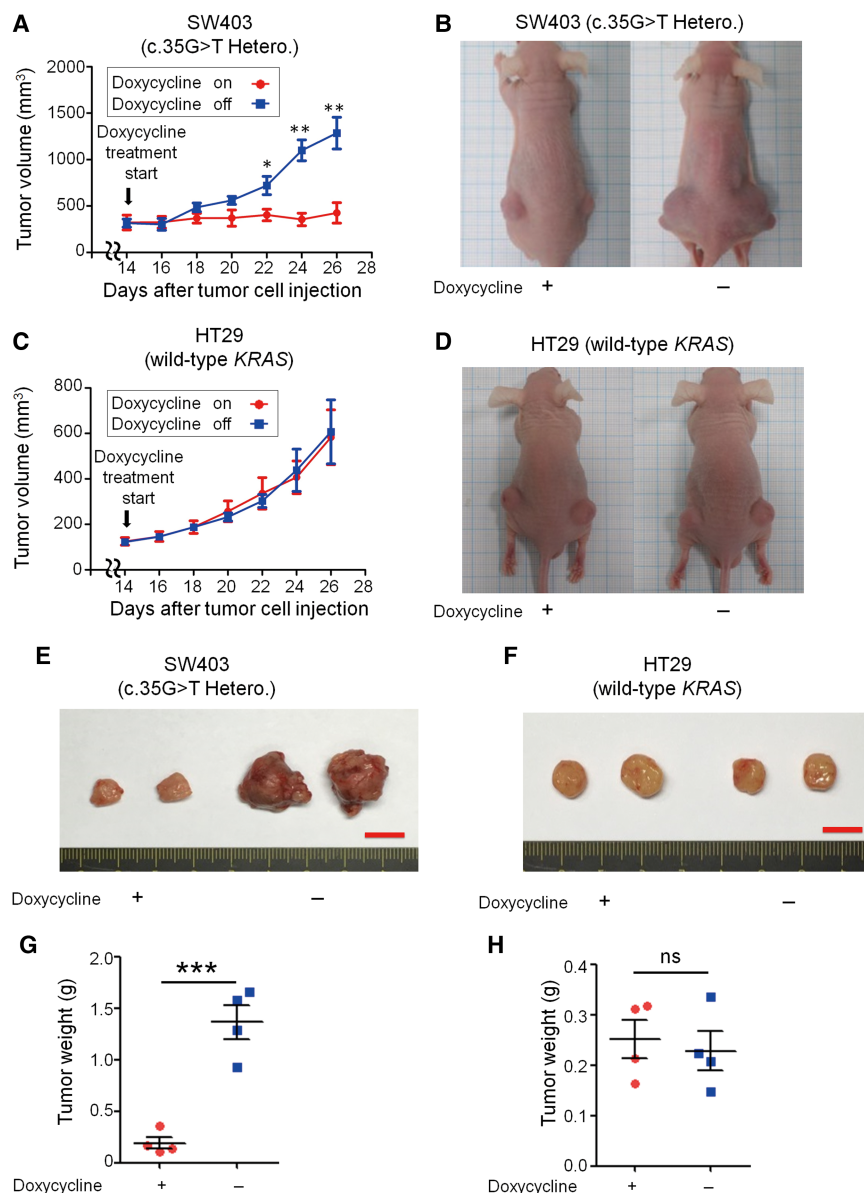 A
SW403
(c.35G>T Hetero.)
Tumor volume (mm3)
2000
1500
1000
500
0
Doxycycline on
Doxycycline off
Doxycycline
treatment
start
*
**
**
14 16 18 20 22 24 26 28
Days after tumor cell injection
B
SW403 (c.35G>T Hetero.)
Doxycycline + −
C
HT29
(wild-type KRAS)
Tumor volume (mm3)
800
600
400
200
0
Doxycycline on
Doxycycline off
Doxycycline
treatment
start
14 16 18 20 22 24 26 28
Days after tumor cell injection
D
HT29 (wild-type KRAS)
Doxycycline + −
E
SW403
(c.35G>T Hetero.)
Doxycycline + −
F
HT29
(wild-type KRAS)
Doxycycline + −
G
Tumor weight (g)
2.0
1.5
1.0
0.5
0
***
Doxycycline + −
H
Tumor weight (g)
0.4
0.3
0.2
0.1
0.0
ns
Doxycycline + −